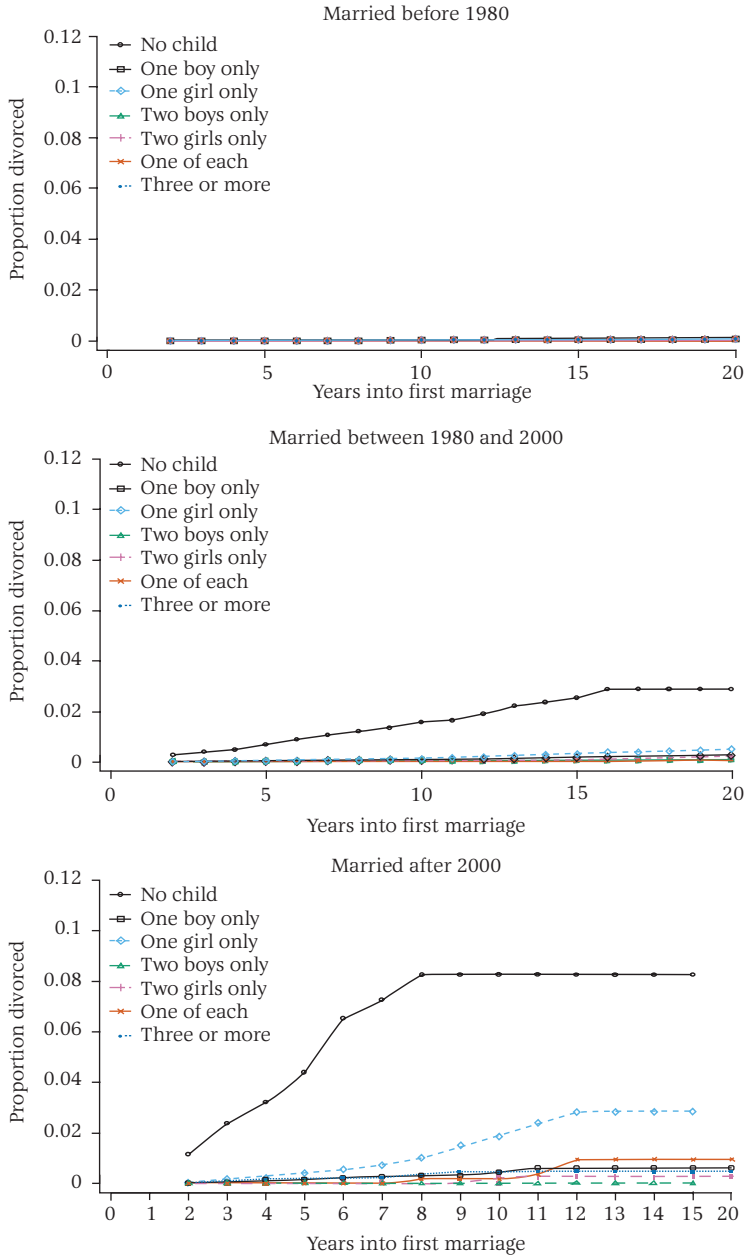 Married before 1980
0.12
0.1
0.08
0.06
0.04
0.02
0
Proportion divorced
No child
One boy only
One girl only
Two boys only
Two girls only
One of each
Three or more
0 5 10 15 20
Years into first marriage
Married between 1980 and 2000
0.12
0.1
0.08
0.06
0.04
0.02
0
Proportion divorced
No child
One boy only
One girl only
Two boys only
Two girls only
One of each
Three or more
0 5 10 15 20
Years into first marriage
Married after 2000
0.12
0.1
0.08
0.06
0.04
0.02
0
Proportion divorced
No child
One boy only
One girl only
Two boys only
Two girls only
One of each
Three or more
0 1 2 3 4 5 6 7 8 9 10 11 12 13 14 15 20
Years into first marriage